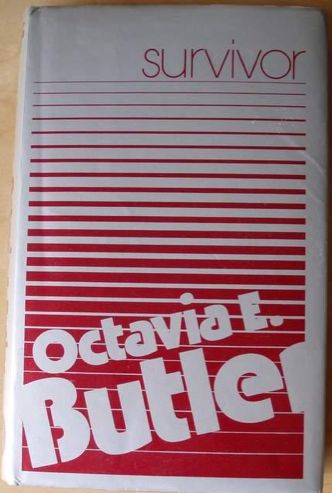 survivor
Octavia E.
Butler